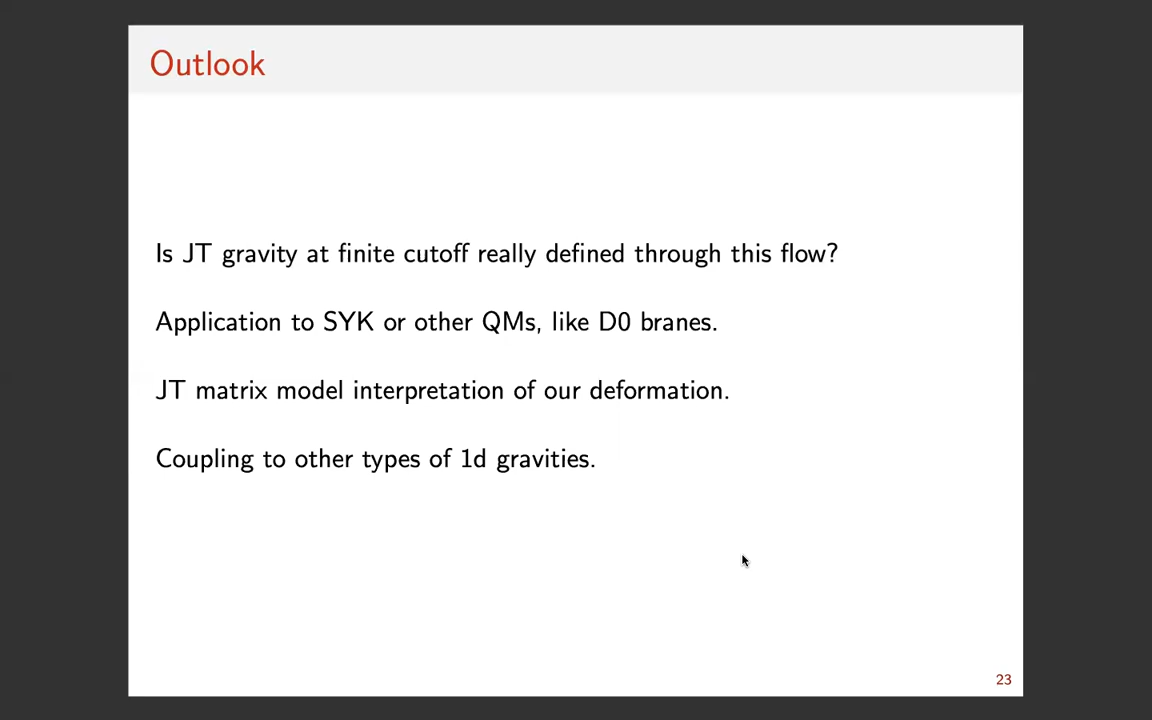 Outlook
Is JT gravity at finite cutoff really defined through this flow?
Application to SYK or other QMs, like D0 branes.
JT matrix model interpretation of our deformation.
Coupling to other types of 1d gravities.
23